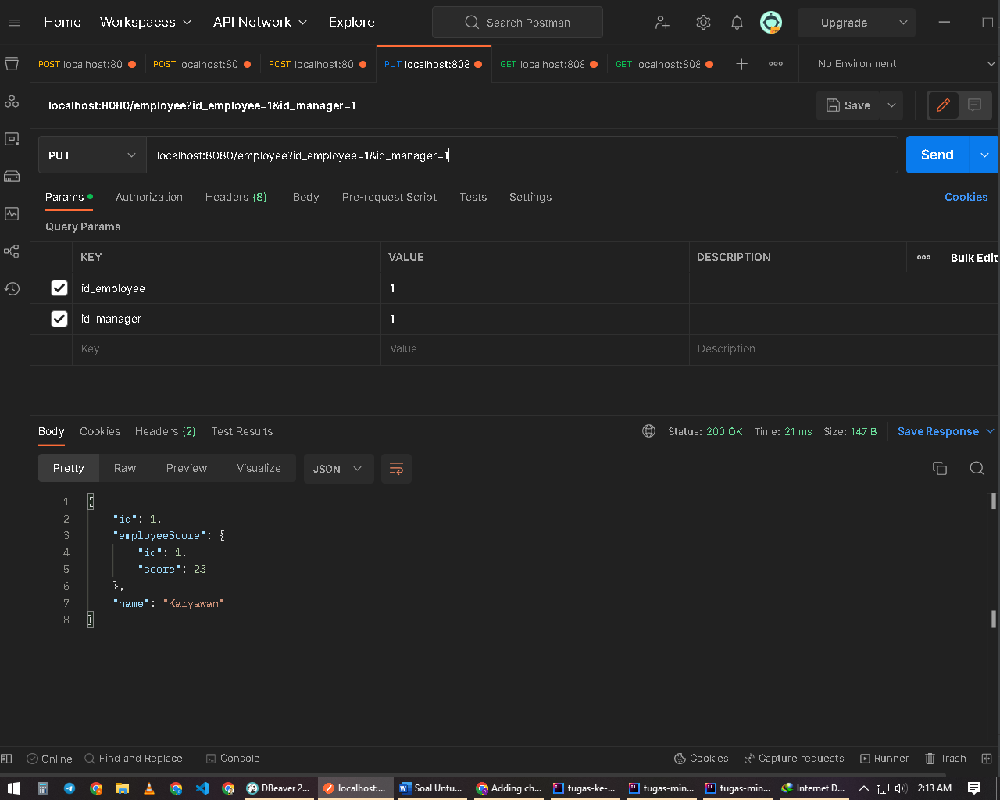 Home Workspaces API Network Explore Search Postman Upgrade
POST localhost:80 POST localhost:80 POST localhost:80 PUT localhost:808 GET localhost:808 GET localhost:808 No Environment
localhost:8080/employee?id_employee=1&id_manager=1 Save
PUT localhost:8080/employee?id_employee=1&id_manager=1 Send
Params Authorization Headers (8) Body Pre-request Script Tests Settings Cookies
Query Params
KEY VALUE DESCRIPTION Bulk Edit
id_employee 1
id_manager 1
Key Value Description
Body Cookies Headers (2) Test Results Status: 200 OK Time: 21 ms Size: 147 B Save Response
Pretty Raw Preview Visualize JSON
1 {
2 "id": 1,
3 "employeeScore": {
4 "id": 1,
5 "score": 23
6 },
7 "name": "Karyawan"
8 }
Online Find and Replace Console Cookies Capture requests Runner Trash
DBeaver 2... localhost:... Soal Untu... Adding ch... tugas-ke-... tugas-min... tugas-min... Internet D... 2:13 AM